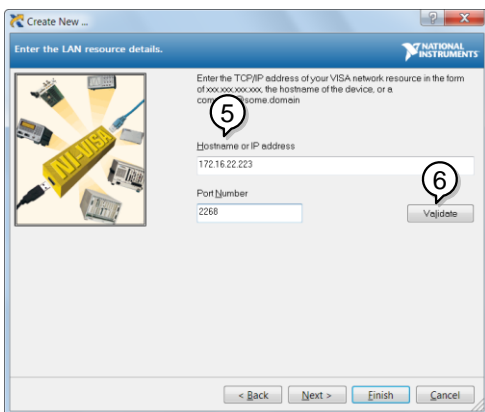 Create New ...
Enter the LAN resource details.
NATIONAL
INSTRUMENTS
Enter the TCP/IP address of your VISA network resource in the form
of xxx.xxx.xxx.xxx, the hostname of the device, or a
some.domain
5
Hostname or IP address
172.16.22.223
6
Port Number
2268
Validate
NI-VISA
< Back
Next >
Finish
Cancel